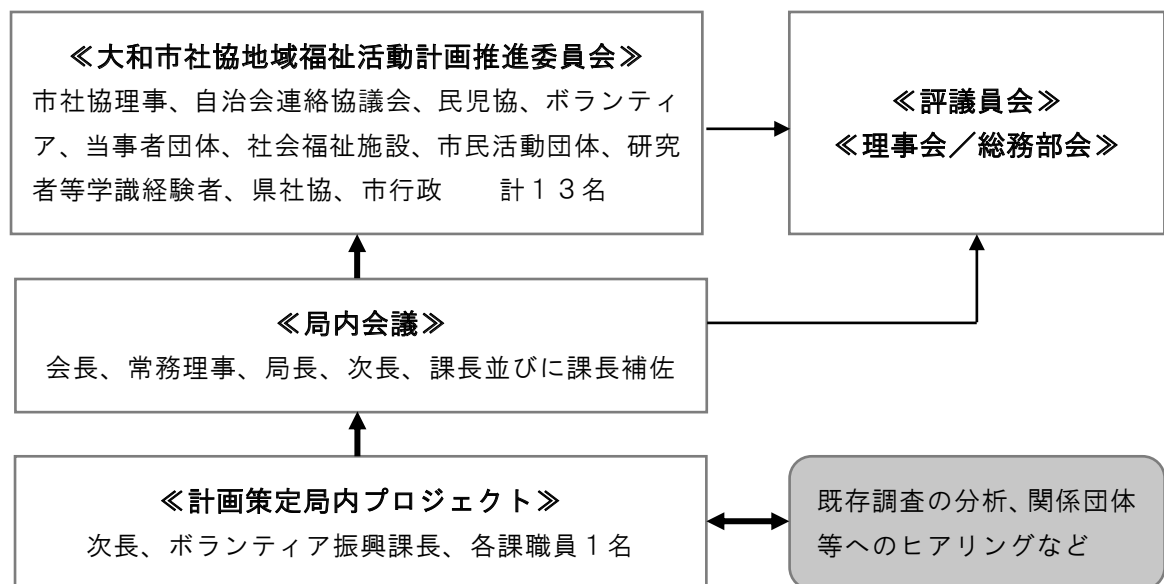 ≪大和市社協地域福祉活動計画推進委員会≫
市社協理事、自治会連絡協議会、民児協、ボランティ
ア、当事者団体、社会福祉施設、市民活動団体、研究
者等学識経験者、県社協、市行政　　計１３名
≪評議員会≫
≪理事会／総務部会≫
≪局内会議≫
会長、常務理事、局長、次長、課長並びに課長補佐
≪計画策定局内プロジェクト≫
次長、ボランティア振興課長、各課職員１名
既存調査の分析、関係団体
等へのヒアリングなど